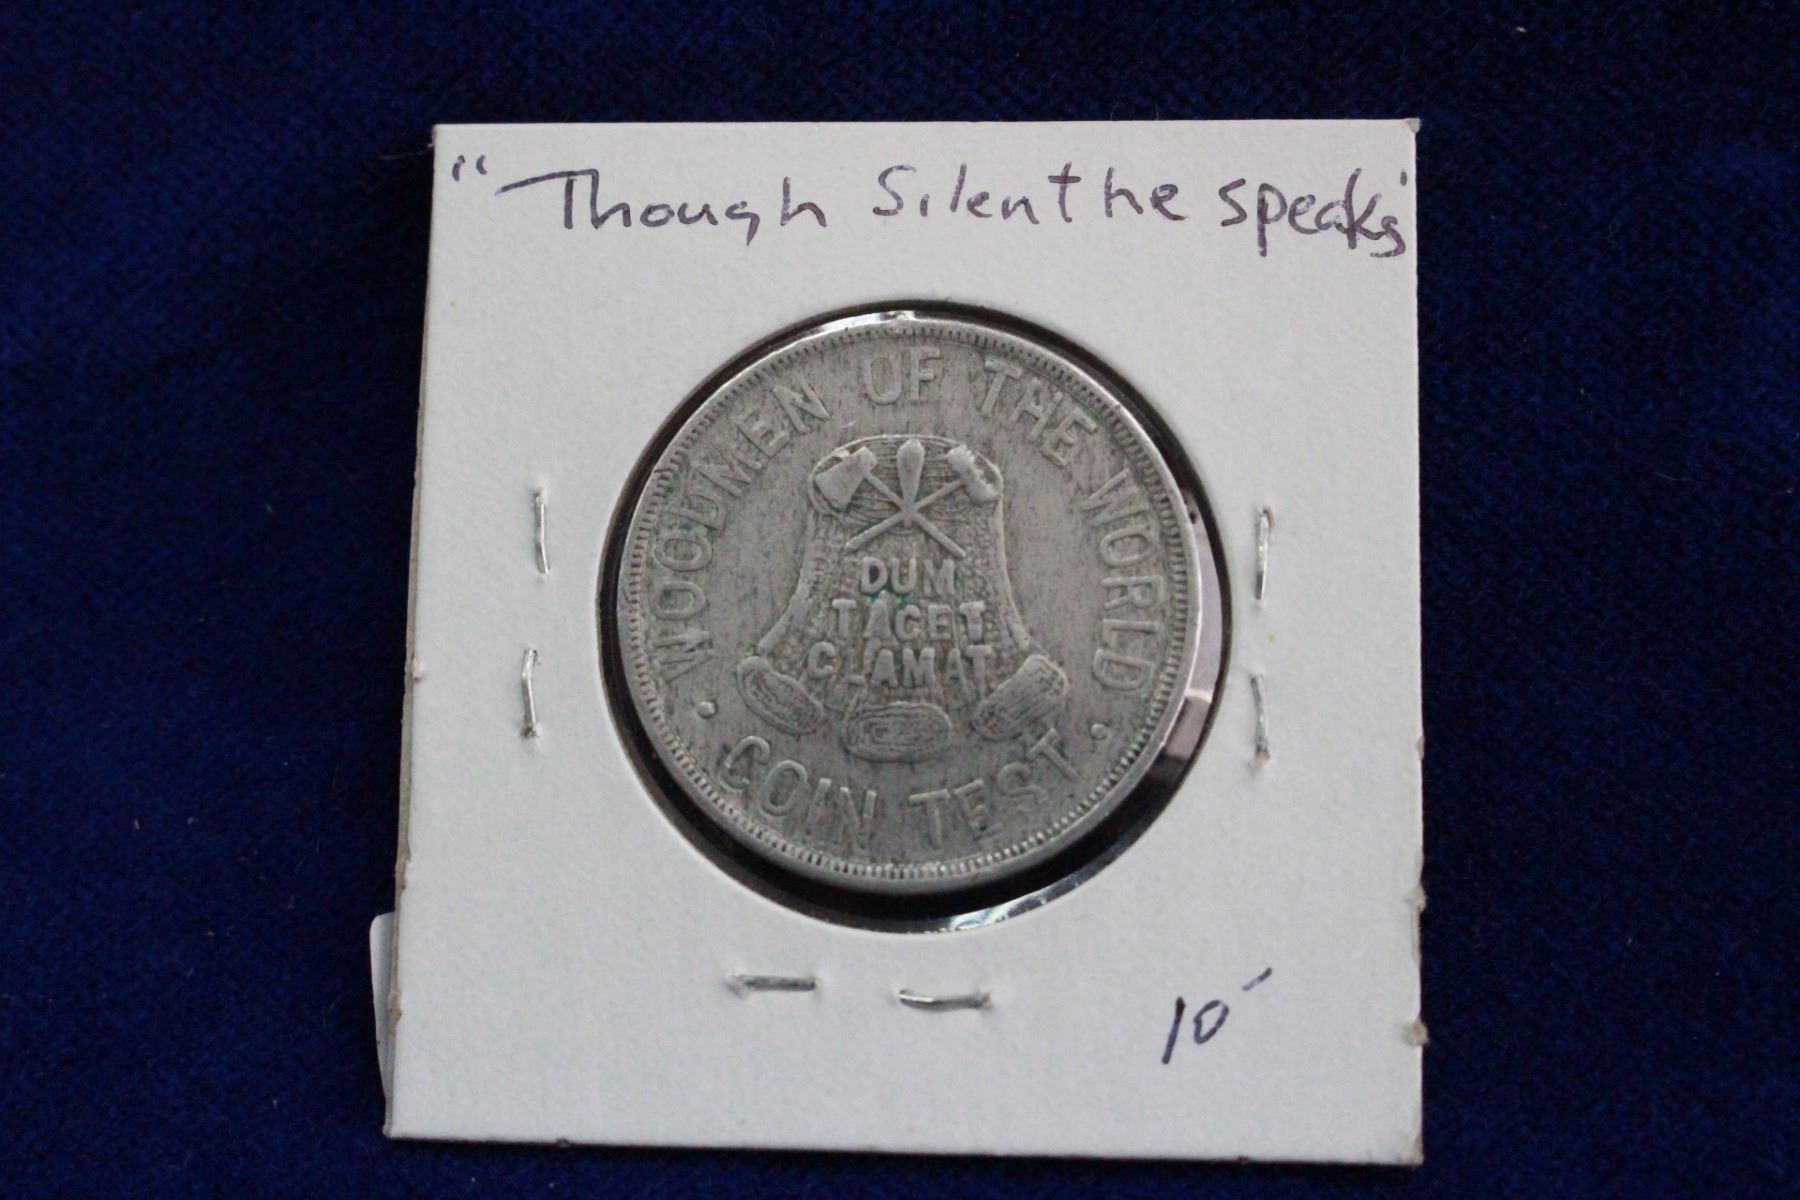 "Though Silent he speaks'
WOODMEN OF THE WORLD
DUM
TACET
CLAMAT
· COIN TEST ·
10-